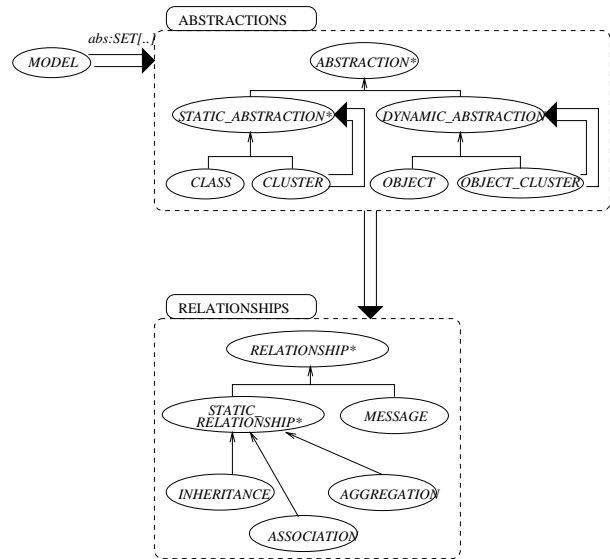 ABSTRACTIONS
abs:SET[..]
MODEL
ABSTRACTION*
STATIC_ABSTRACTION*
DYNAMIC_ABSTRACTION
CLASS
CLUSTER
OBJECT
OBJECT_CLUSTER
RELATIONSHIPS
RELATIONSHIP*
STATIC_
RELATIONSHIP*
MESSAGE
INHERITANCE
AGGREGATION
ASSOCIATION